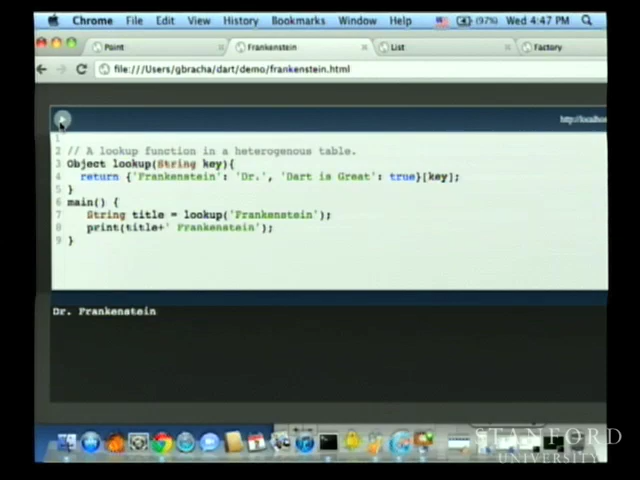 Chrome File Edit View History Bookmarks Window Help (97%) Wed 4:47 PM
Point Frankenstein List Factory
file:///Users/gbracha/dart/demo/frankenstein.html
http://localhos
1
2 // A lookup function in a heterogenous table.
3 Object lookup(String key){
4 return {'Frankenstein': 'Dr.', 'Dart is Great': true}[key];
5 }
6 main() {
7 String title = lookup('Frankenstein');
8 print(title+' Frankenstein');
9 }
Dr. Frankenstein
STANFORD
UNIVERSITY